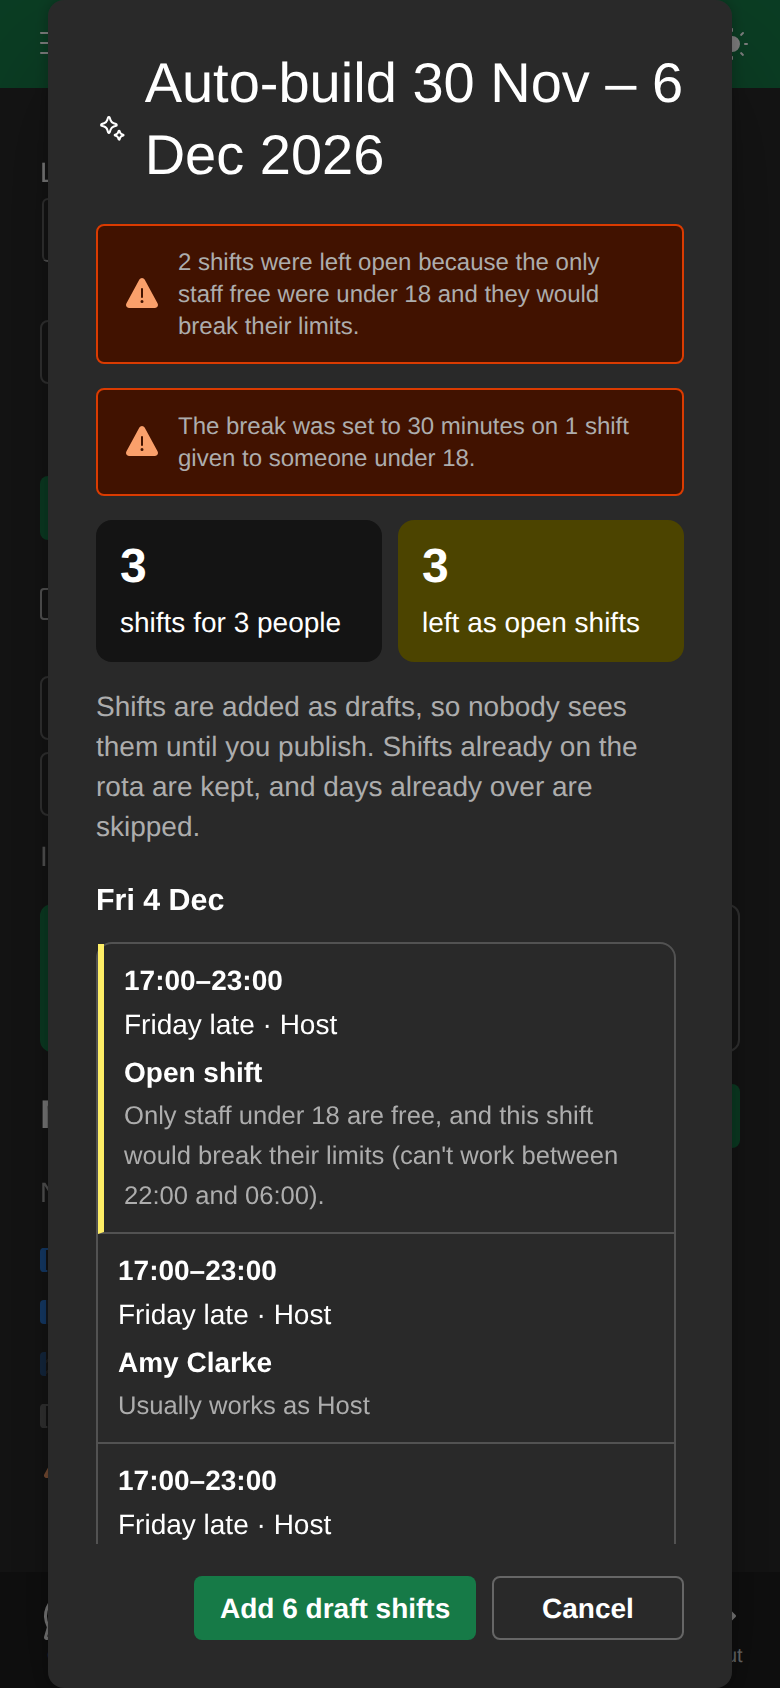 Auto-build 30 Nov – 6
Dec 2026
2 shifts were left open because the only
staff free were under 18 and they would
break their limits.
The break was set to 30 minutes on 1 shift
given to someone under 18.
3
shifts for 3 people
3
left as open shifts
Shifts are added as drafts, so nobody sees
them until you publish. Shifts already on the
rota are kept, and days already over are
skipped.
Fri 4 Dec
17:00–23:00
Friday late · Host
Open shift
Only staff under 18 are free, and this shift
would break their limits (can't work between
22:00 and 06:00).
17:00–23:00
Friday late · Host
Amy Clarke
Usually works as Host
17:00–23:00
Friday late · Host
Add 6 draft shifts
Cancel